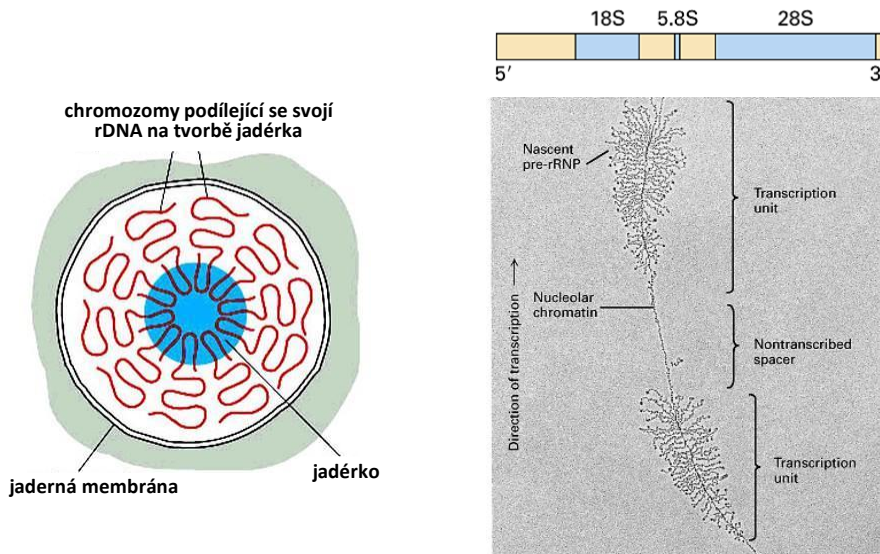 chromozomy podílející se svojí
rDNA na tvorbě jadérka
jaderná membrána
jadérko
18S 5.8S 28S
5′ 3
Nascent
pre-rRNP
Transcription
unit
Direction of transcription →
Nucleolar
chromatin
Nontranscribed
spacer
Transcription
unit